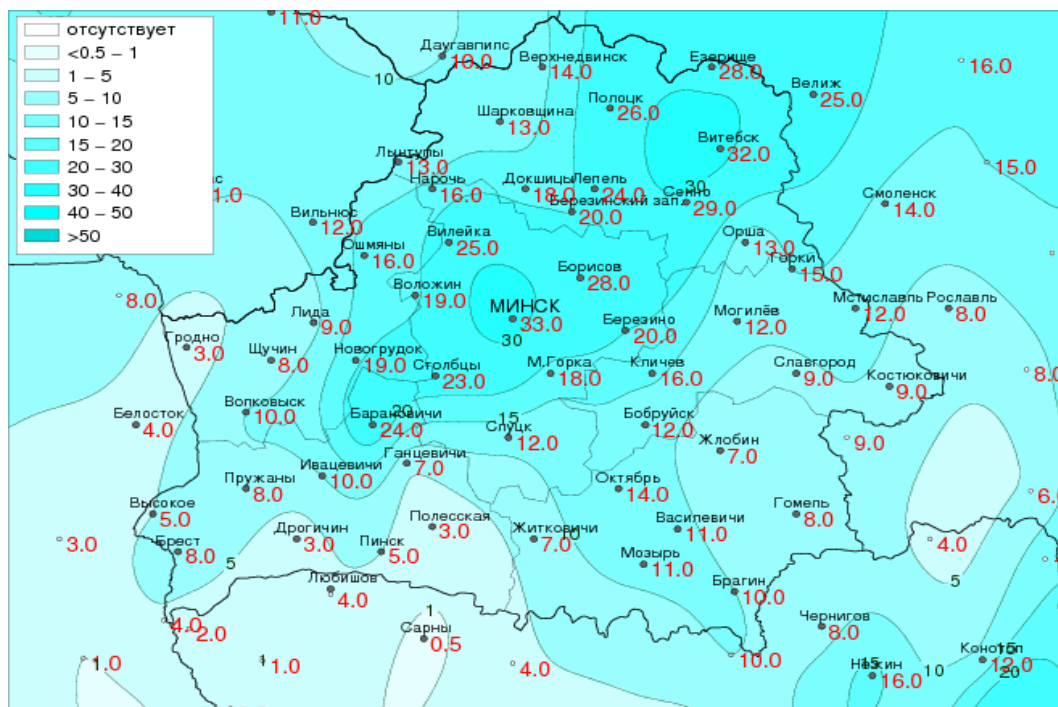 отсутствует
<0.5 – 1
1 – 5
5 – 10
10 – 15
15 – 20
20 – 30
30 – 40
40 – 50
>50
11.0
Даугавпилс
10.0
10
Верхнедвинск
14.0
Езерище
28.0
16.0
Велиж
25.0
Полоцк
26.0
Шарковщина
13.0
Витебск
32.0
Лынтупы
13.0
15.0
Нарочь
16.0
Докшицы
18.0
Лепель
24.0
30
Сенно
29.0
Смоленск
14.0
1.0
Вильнюс
12.0
Березинский зап.
20.0
Ошмяны
16.0
Вилейка
25.0
Орша
13.0
Горки
15.0
Борисов
28.0
8.0
Воложин
19.0
МИНСК
33.0
30
Лида
9.0
Березино
20.0
Могилёв
12.0
Мстиславль
12.0
Рославль
8.0
Гродно
3.0
Щучин
8.0
Новогрудок
19.0
Столбцы
23.0
М.Горка
18.0
Кличев
16.0
Славгород
9.0
Костюковичи
9.0
8.0
Белосток
4.0
Волковыск
10.0
20
Барановичи
24.0
15
Слуцк
12.0
Бобруйск
12.0
Жлобин
7.0
9.0
Ганцевичи
7.0
Ивацевичи
10.0
Пружаны
8.0
Октябрь
14.0
6.0
Высокое
5.0
Полесская
3.0
Гомель
8.0
Василевичи
11.0
3.0
Брест
8.0
5
Дрогичин
3.0
Пинск
5.0
Житковичи
10
7.0
4.0
Мозырь
11.0
5
Любишов
4.0
Брагин
10.0
1
4.0
2.0
Сарны
0.5
Чернигов
8.0
1.0
1.0
4.0
10.0
15
Нежин
16.0
10
15
Конотоп
12.0
20